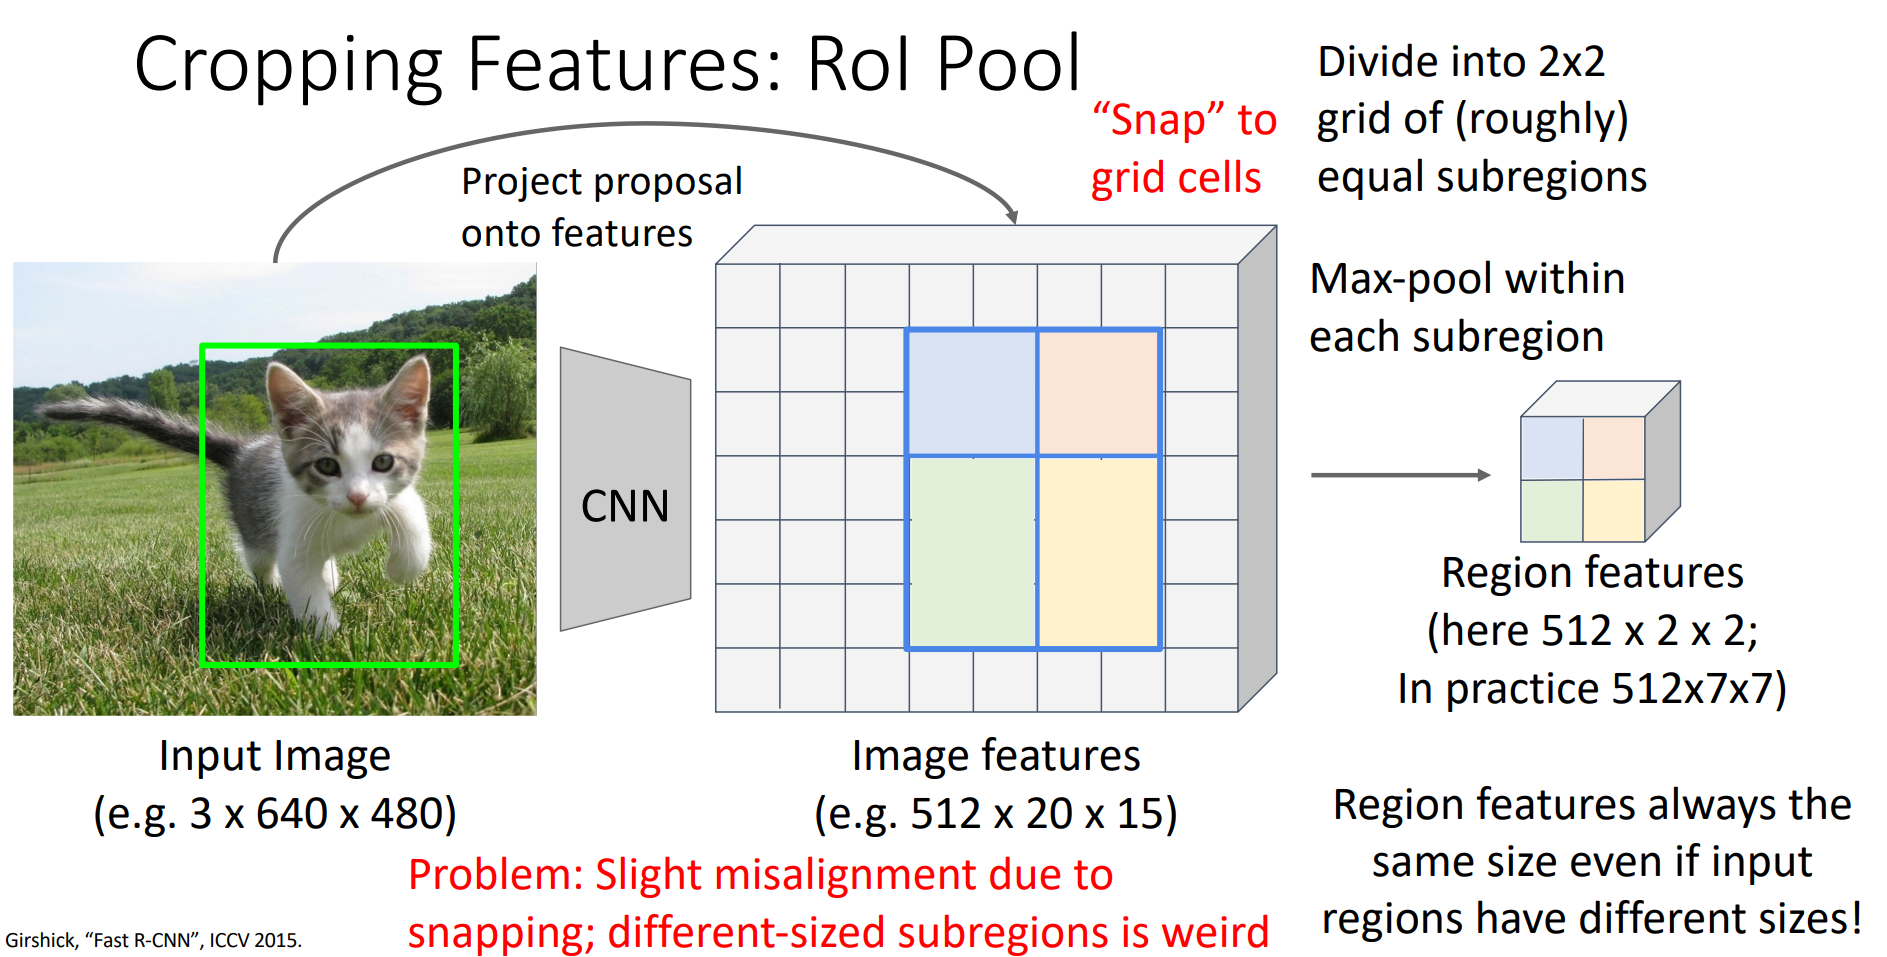 Cropping Features: RoI Pool
“Snap” to
grid cells
Divide into 2x2
grid of (roughly)
equal subregions
Project proposal
onto features
Max-pool within
each subregion
CNN
Region features
(here 512 x 2 x 2;
In practice 512x7x7)
Input Image
(e.g. 3 x 640 x 480)
Image features
(e.g. 512 x 20 x 15)
Region features always the
same size even if input
regions have different sizes!
Problem: Slight misalignment due to
snapping; different-sized subregions is weird
Girshick, “Fast R-CNN”, ICCV 2015.